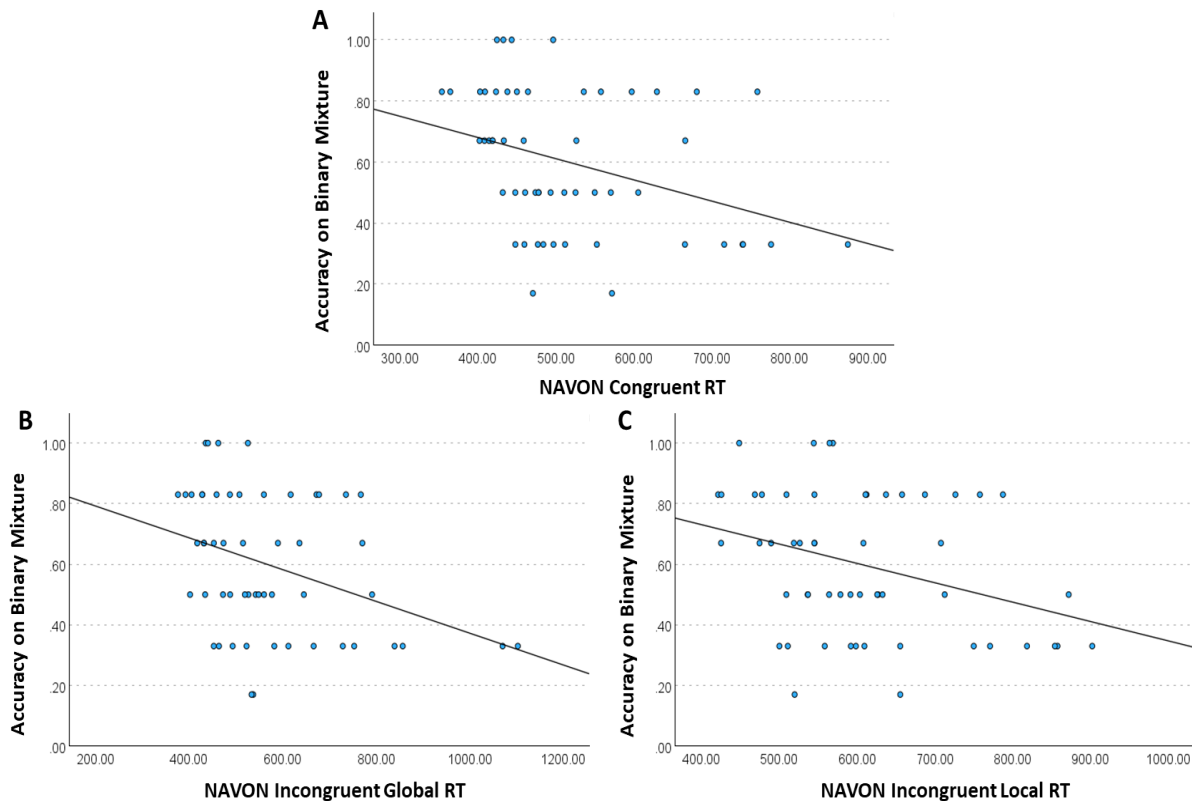 A
Accuracy on Binary Mixture
1.00
.80
.60
.40
.20
.00
300.00 400.00 500.00 600.00 700.00 800.00 900.00
NAVON Congruent RT
B
Accuracy on Binary Mixture
1.00
.80
.60
.40
.20
.00
200.00 400.00 600.00 800.00 1000.00 1200.00
NAVON Incongruent Global RT
C
Accuracy on Binary Mixture
1.00
.80
.60
.40
.20
.00
400.00 500.00 600.00 700.00 800.00 900.00 1000.00
NAVON Incongruent Local RT